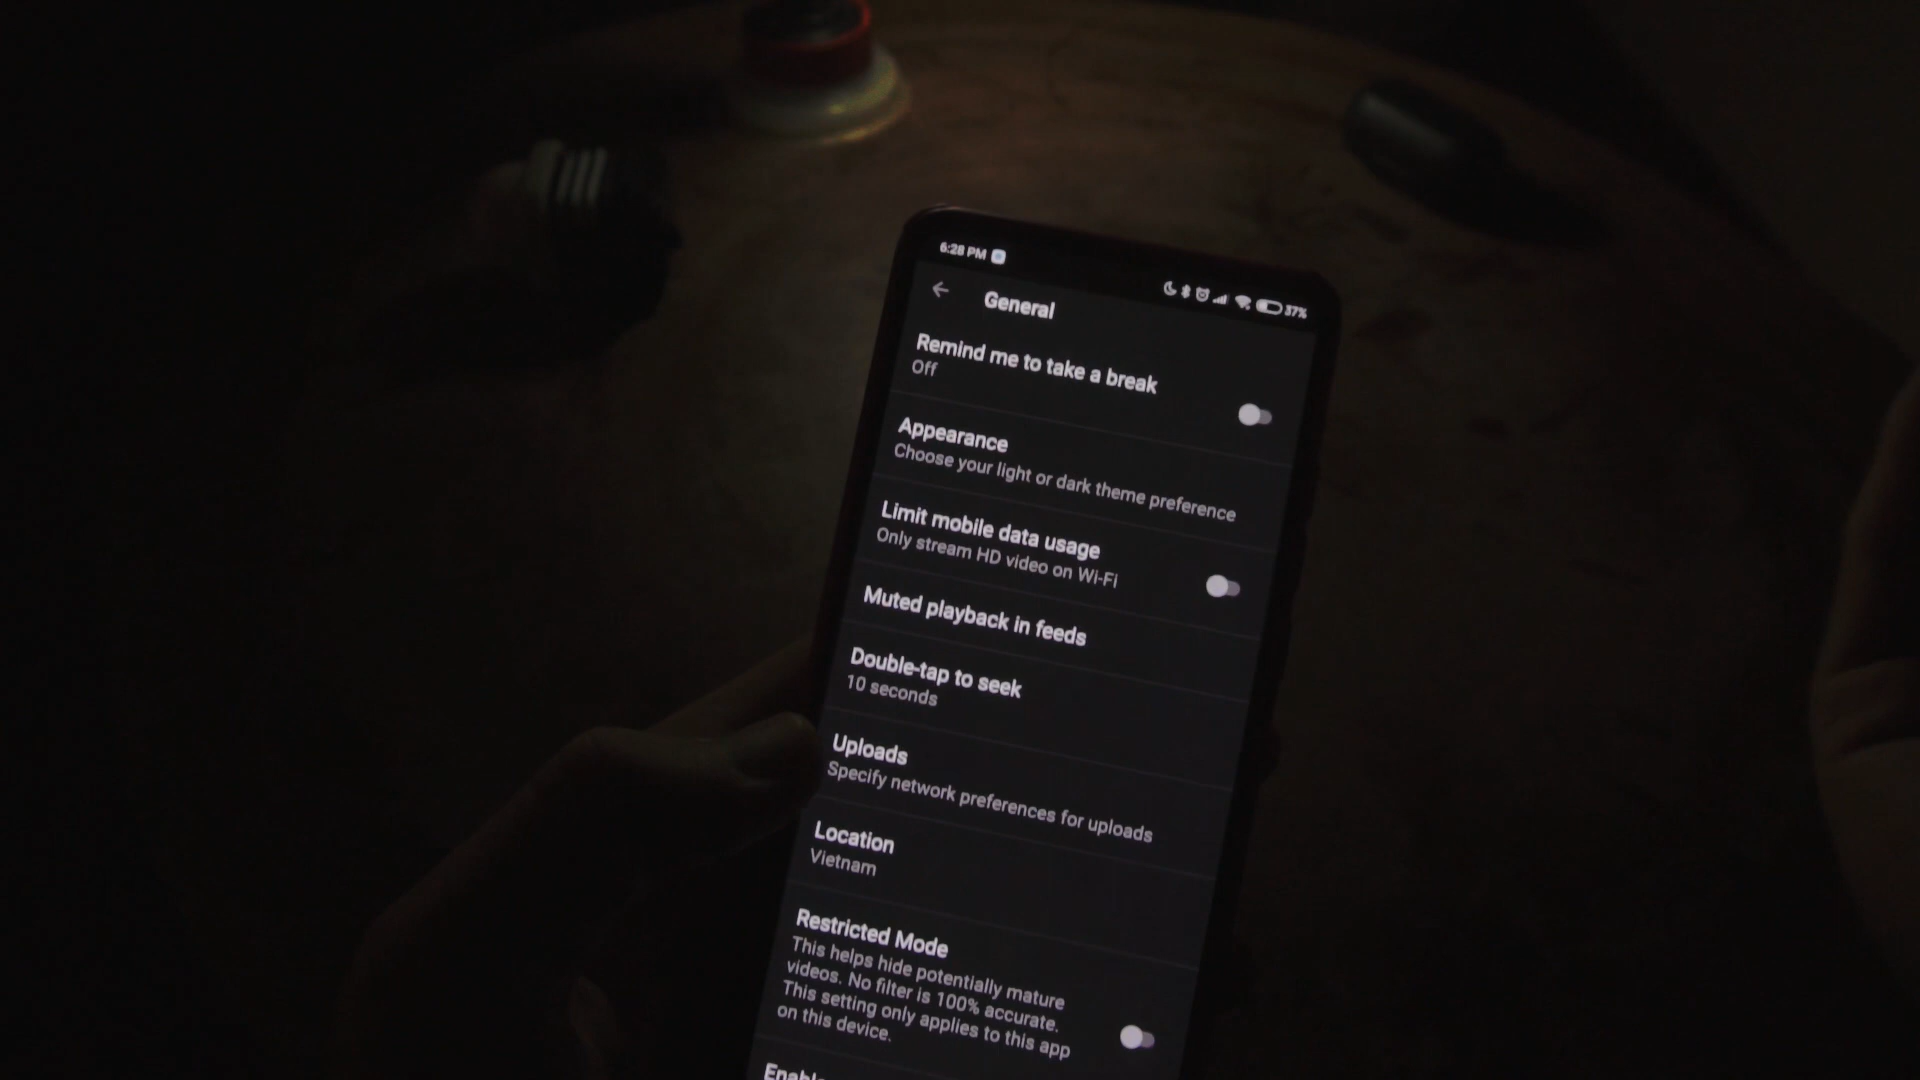 6:28 PM
37%
General
Remind me to take a break
Off
Appearance
Choose your light or dark theme preference
Limit mobile data usage
Only stream HD video on Wi-Fi
Muted playback in feeds
Double-tap to seek
10 seconds
Uploads
Specify network preferences for uploads
Location
Vietnam
Restricted Mode
This helps hide potentially mature
videos. No filter is 100% accurate.
This setting only applies to this app
on this device.